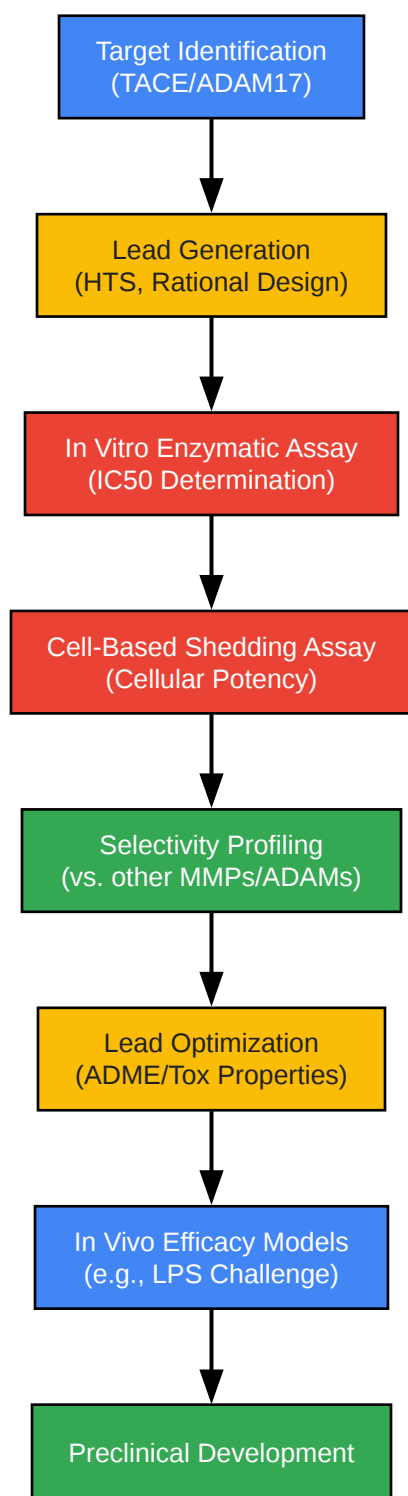 Target Identification
(TACE/ADAM17)
Lead Generation
(HTS, Rational Design)
In Vitro Enzymatic Assay
(IC50 Determination)
Cell-Based Shedding Assay
(Cellular Potency)
Selectivity Profiling
(vs. other MMPs/ADAMs)
Lead Optimization
(ADME/Tox Properties)
In Vivo Efficacy Models
(e.g., LPS Challenge)
Preclinical Development